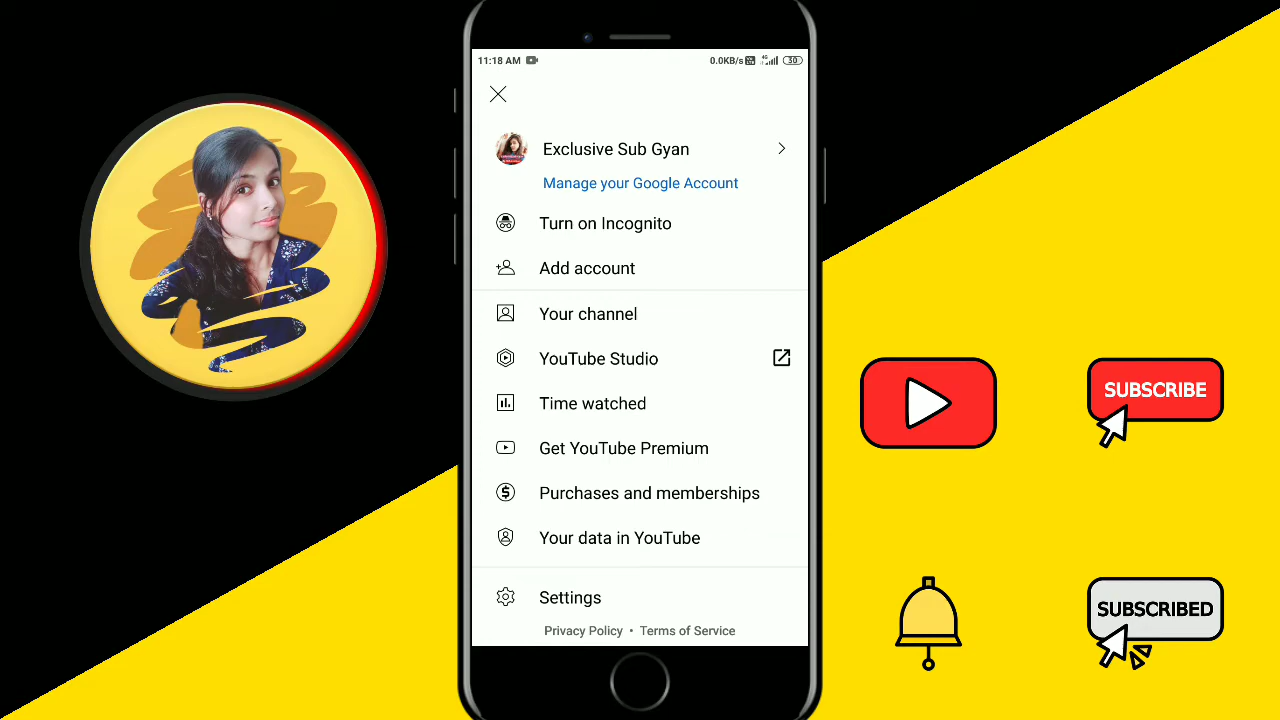 11:18 AM
0.0KB/s 4G 30
Exclusive Sub Gyan
Manage your Google Account
Turn on Incognito
Add account
Your channel
YouTube Studio
Time watched
Get YouTube Premium
Purchases and memberships
Your data in YouTube
Settings
Privacy Policy • Terms of Service
SUBSCRIBE
SUBSCRIBED